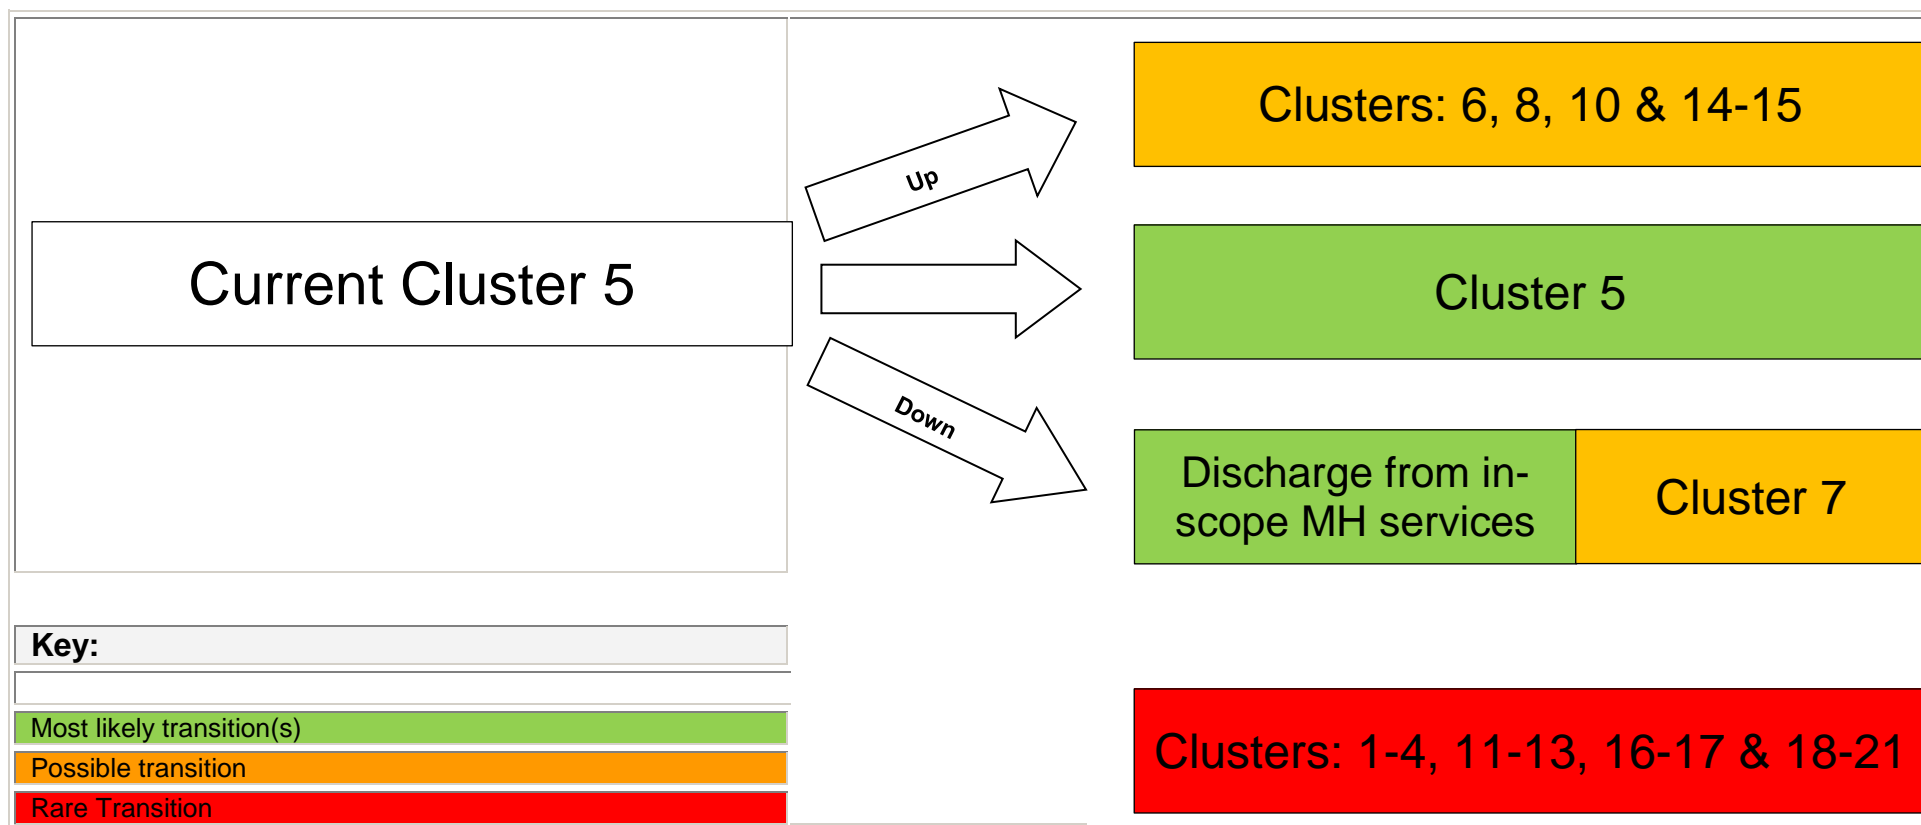 Clusters: 6, 8, 10 & 14-15
Up
Current Cluster 5
Cluster 5
Down
Discharge from in-
scope MH services
Cluster 7
Key:
Most likely transition(s)
Possible transition
Rare Transition
Clusters: 1-4, 11-13, 16-17 & 18-21